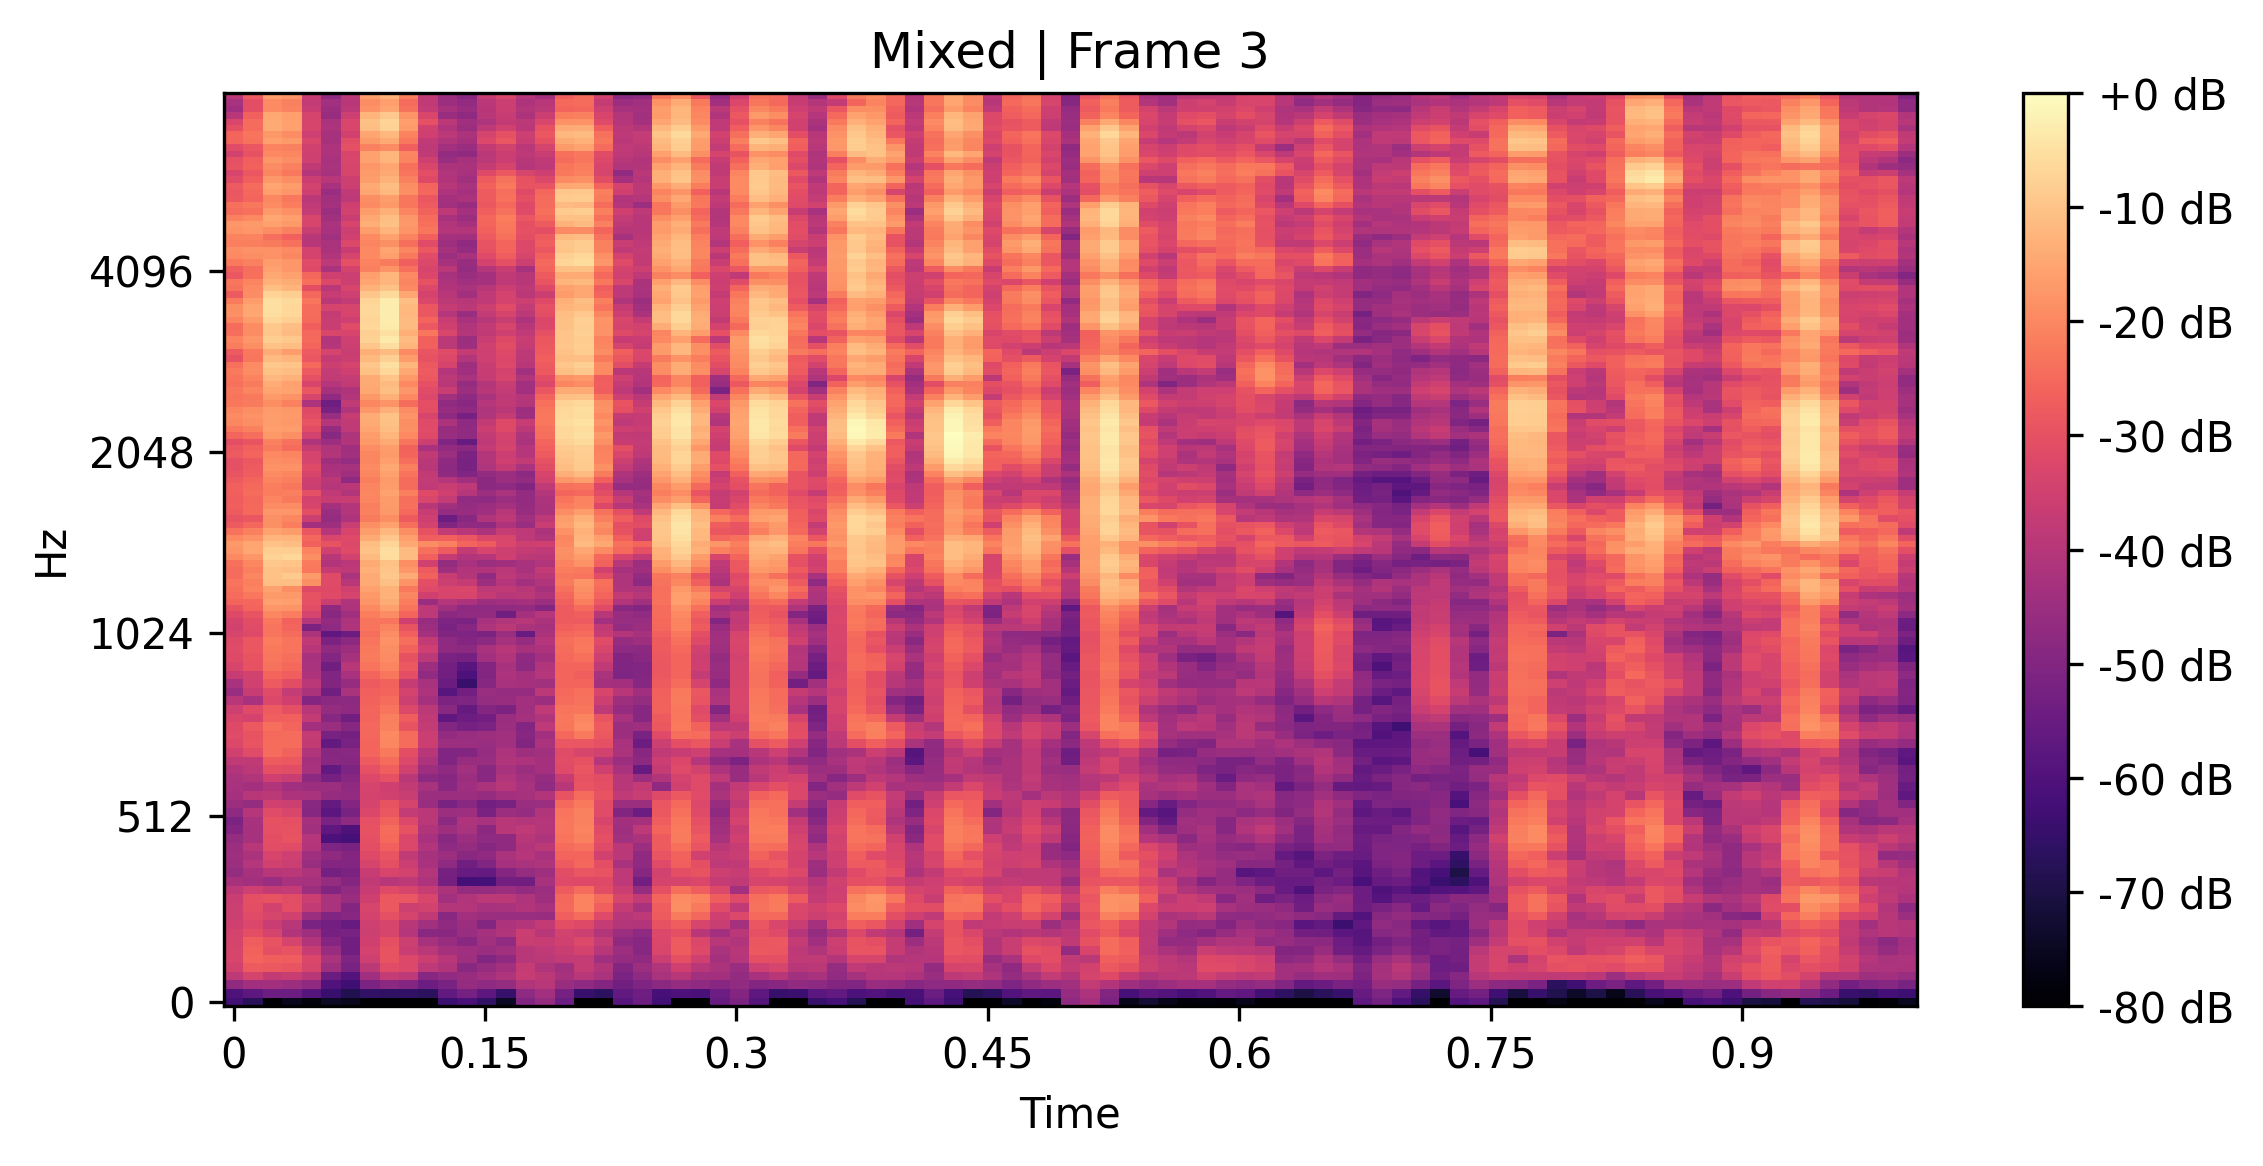 Mixed | Frame 3
+0 dB
-10 dB
-20 dB
-30 dB
-40 dB
-50 dB
-60 dB
-70 dB
-80 dB
Hz
4096
2048
1024
512
0
0 0.15 0.3 0.45 0.6 0.75 0.9
Time